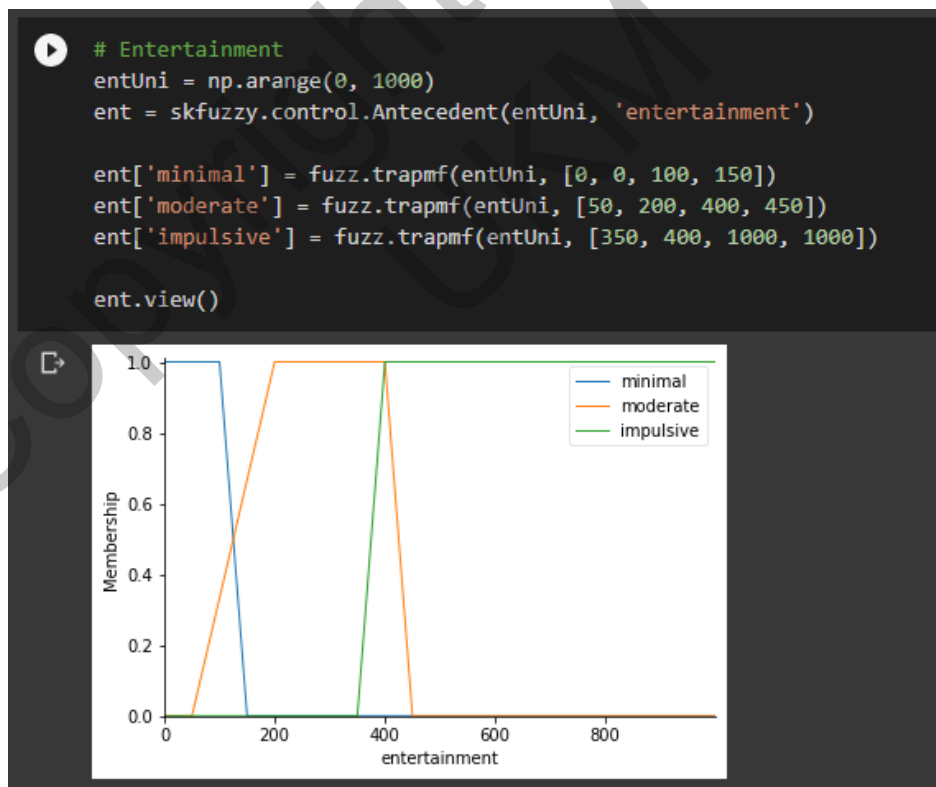 # Entertainment
entUni = np.arange(0, 1000)
ent = skfuzzy.control.Antecedent(entUni, 'entertainment')
ent['minimal'] = fuzz.trapmf(entUni, [0, 0, 100, 150])
ent['moderate'] = fuzz.trapmf(entUni, [50, 200, 400, 450])
ent['impulsive'] = fuzz.trapmf(entUni, [350, 400, 1000, 1000])
ent.view()
1.0
0.8
0.6
0.4
0.2
0.0
Membership
minimal
moderate
impulsive
0 200 400 600 800
entertainment
Copyright
UKM